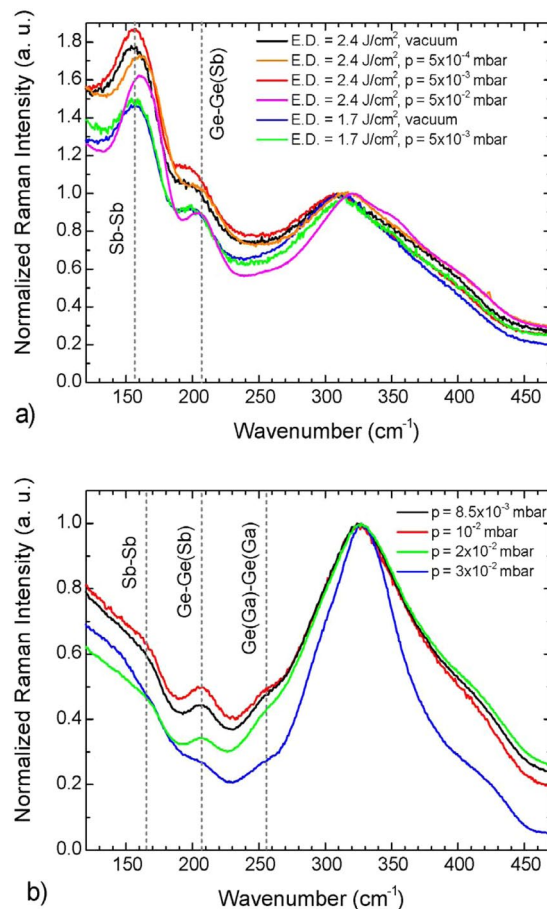 Normalized Raman Intensity (a. u.)
1.8
1.6
1.4
1.2
1.0
0.8
0.6
0.4
0.2
0.0
Sb-Sb
Ge-Ge(Sb)
E.D. = 2.4 J/cm², vacuum
E.D. = 2.4 J/cm², p = 5x10⁻⁴ mbar
E.D. = 2.4 J/cm², p = 5x10⁻³ mbar
E.D. = 2.4 J/cm², p = 5x10⁻² mbar
E.D. = 1.7 J/cm², vacuum
E.D. = 1.7 J/cm², p = 5x10⁻³ mbar
150 200 250 300 350 400 450
a)
Wavenumber (cm⁻¹)
Normalized Raman Intensity (a. u.)
1.0
0.8
0.6
0.4
0.2
0.0
Sb-Sb
Ge-Ge(Sb)
Ge(Ga)-Ge(Ga)
p = 8.5x10⁻³ mbar
p = 10⁻² mbar
p = 2x10⁻² mbar
p = 3x10⁻² mbar
150 200 250 300 350 400 450
b)
Wavenumber (cm⁻¹)